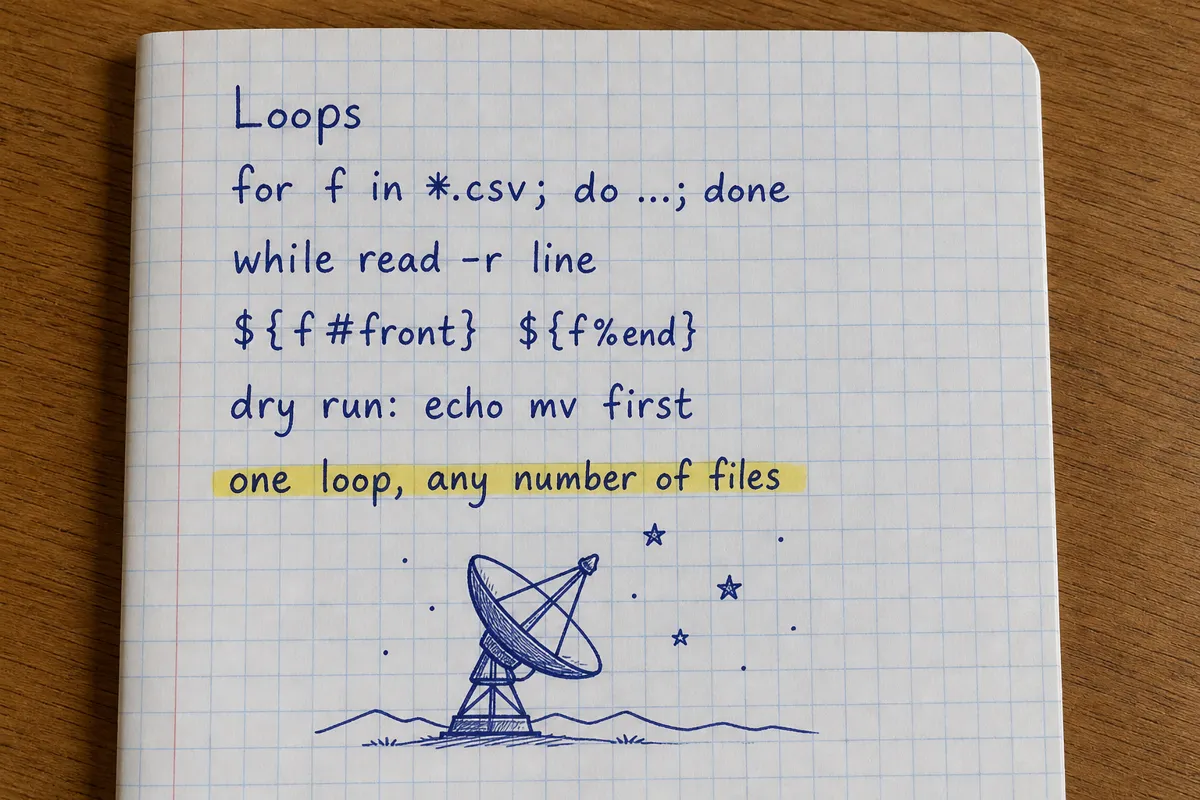 Loops
for f in *.csv; do ...; done
while read -r line
${f#front} ${f%end}
dry run: echo mv first
one loop, any number of files